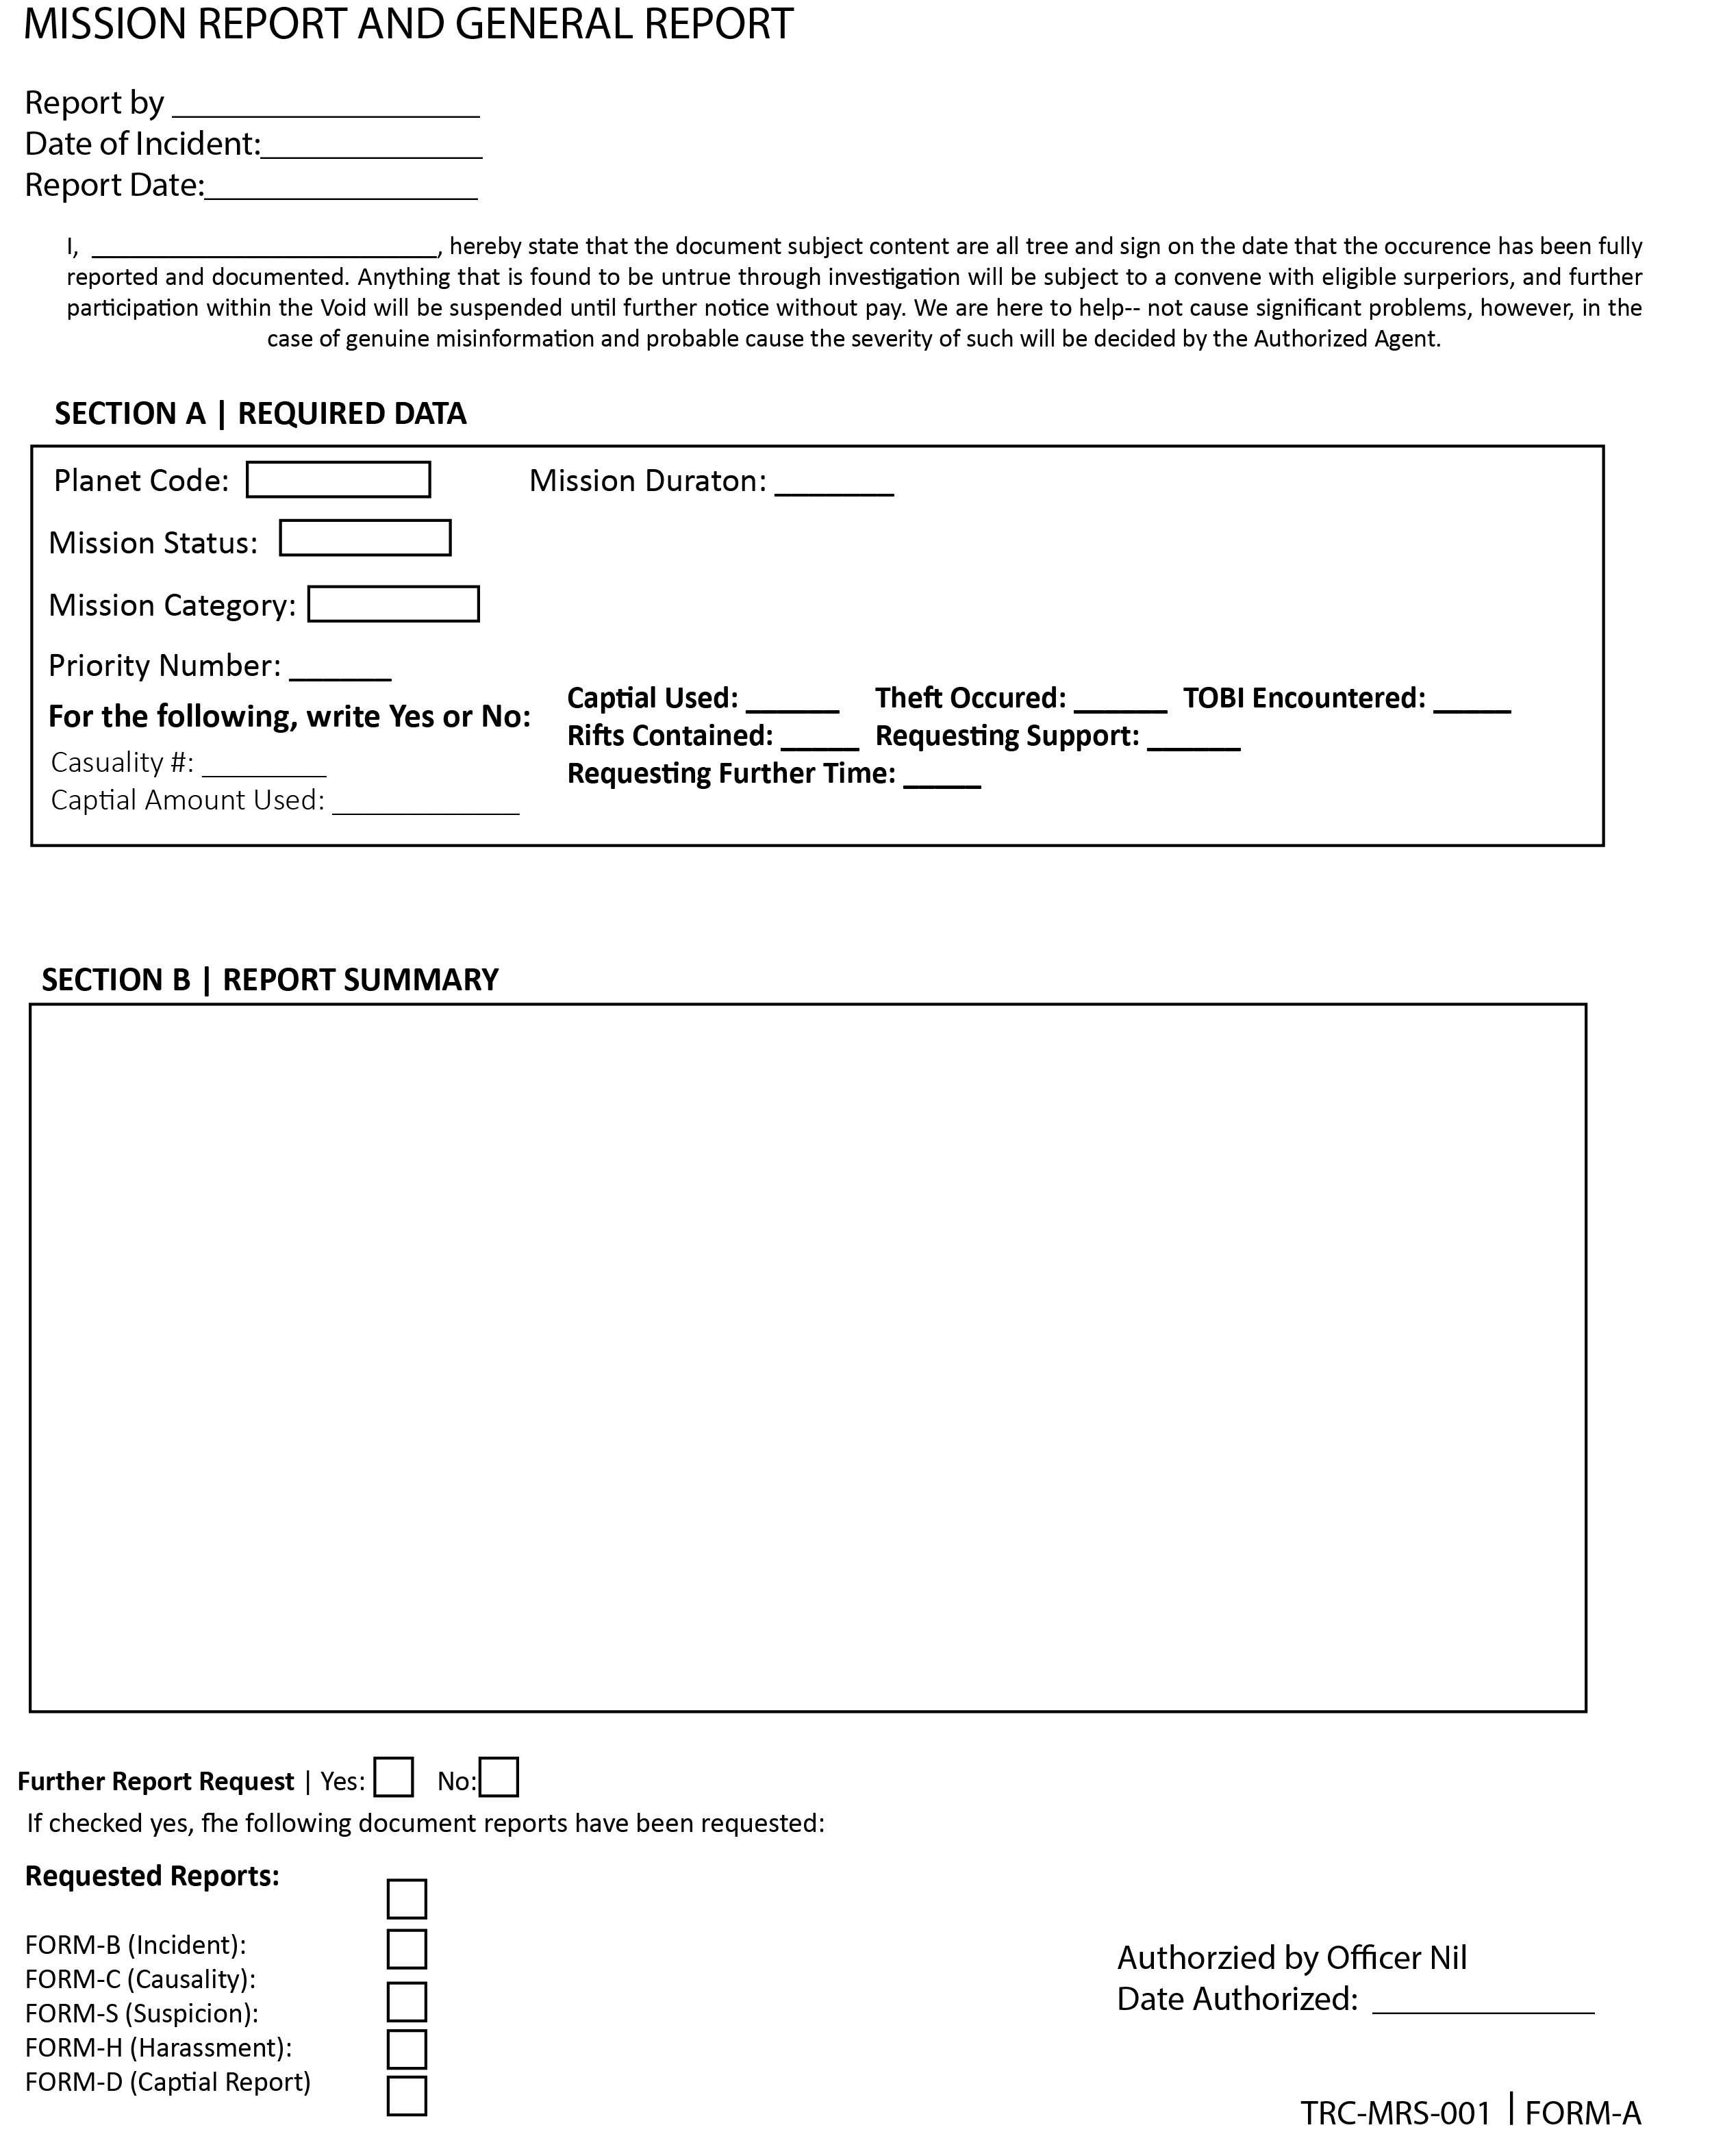 MISSION REPORT AND GENERAL REPORT
Report by ________________
Date of Incident:____________
Report Date:______________
I, __________________________, hereby state that the document subject content are all tree and sign on the date that the occurence has been fully
reported and documented. Anything that is found to be untrue through investigation will be subject to a convene with eligible surperiors, and further
participation within the Void will be suspended until further notice without pay. We are here to help-- not cause significant problems, however, in the
case of genuine misinformation and probable cause the severity of such will be decided by the Authorized Agent.
SECTION A | REQUIRED DATA
Planet Code: Mission Duraton: _______
Mission Status:
Mission Category:
Priority Number: ______
For the following, write Yes or No:
Casuality #: ________
Captial Amount Used: ____________
Captial Used: ______ Theft Occured: ______ TOBI Encountered: _____
Rifts Contained: _____ Requesting Support: ______
Requesting Further Time: _____
SECTION B | REPORT SUMMARY
Further Report Request | Yes: No:
If checked yes, fhe following document reports have been requested:
Requested Reports:
FORM-B (Incident):
FORM-C (Causality):
FORM-S (Suspicion):
FORM-H (Harassment):
FORM-D (Captial Report)
Authorzied by Officer Nil
Date Authorized: ____________
TRC-MRS-001 | FORM-A